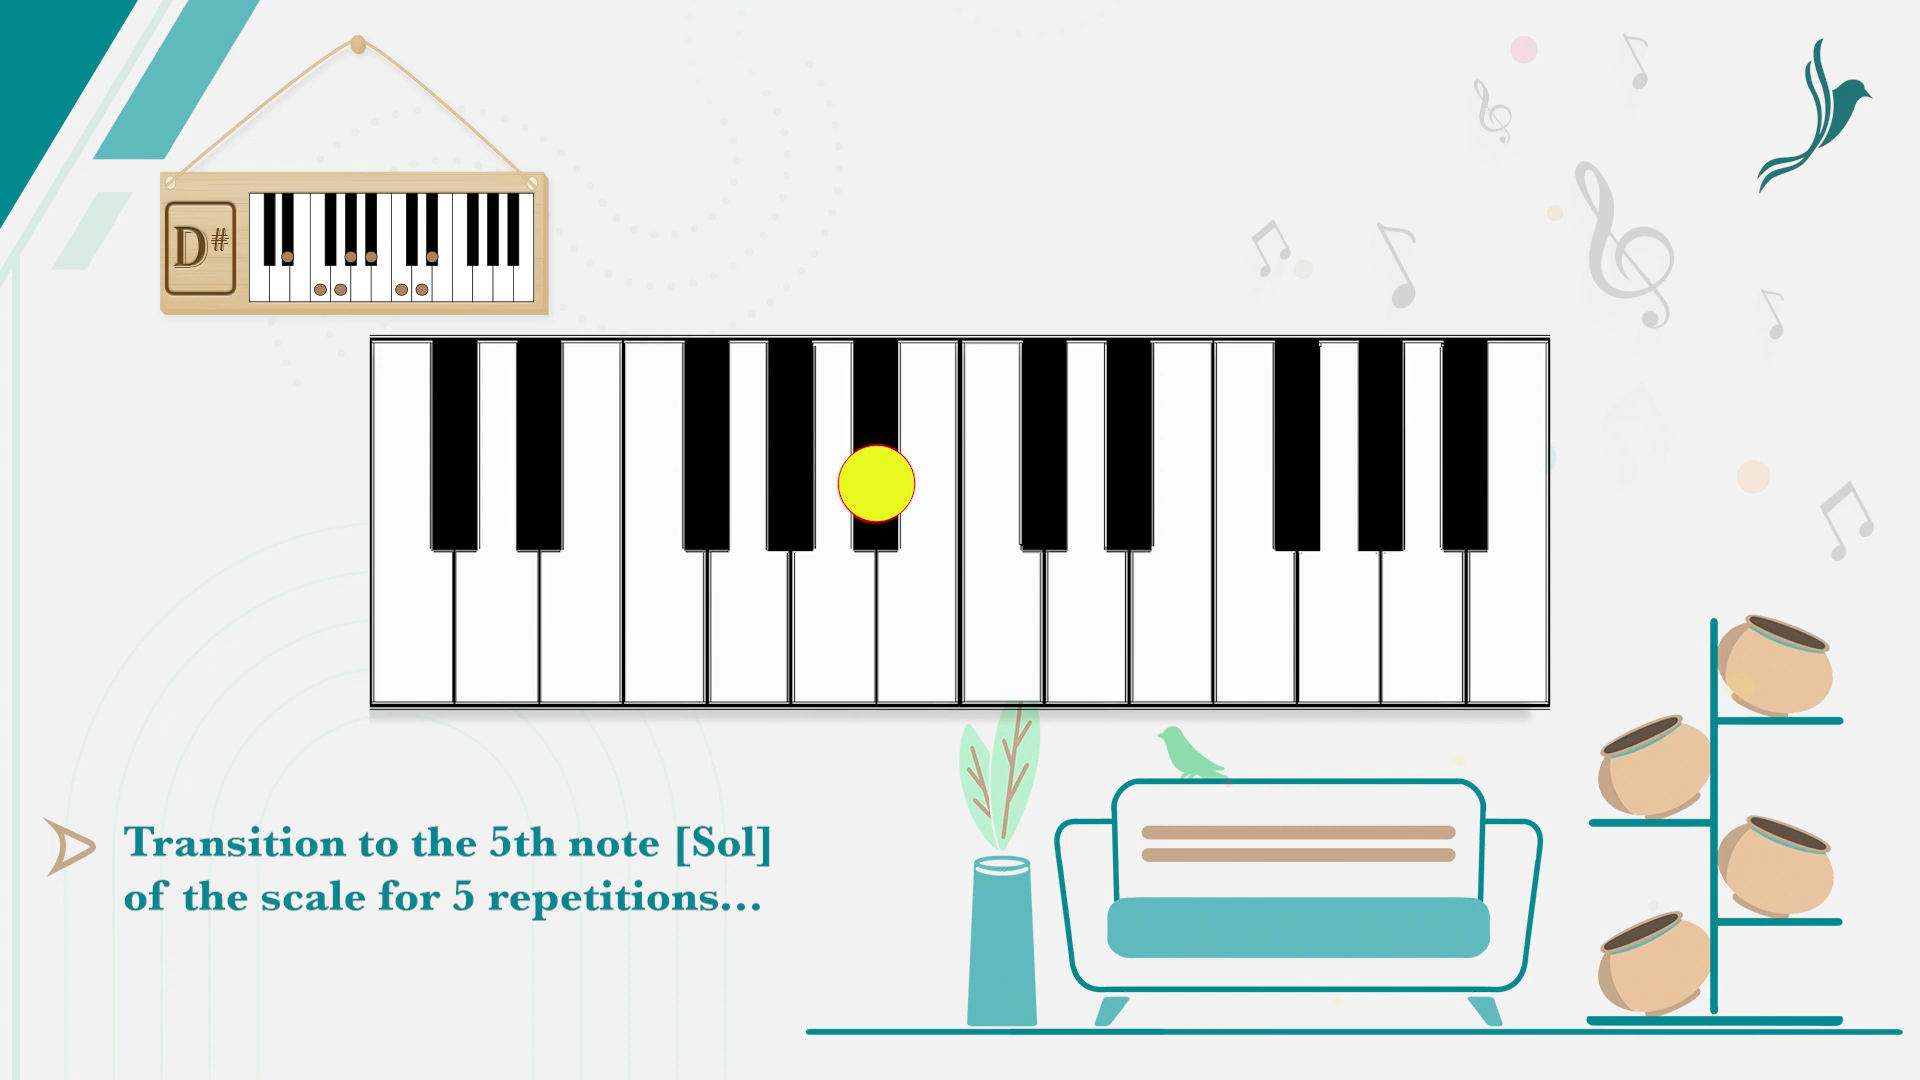 D#
Transition to the 5th note [Sol]
of the scale for 5 repetitions...